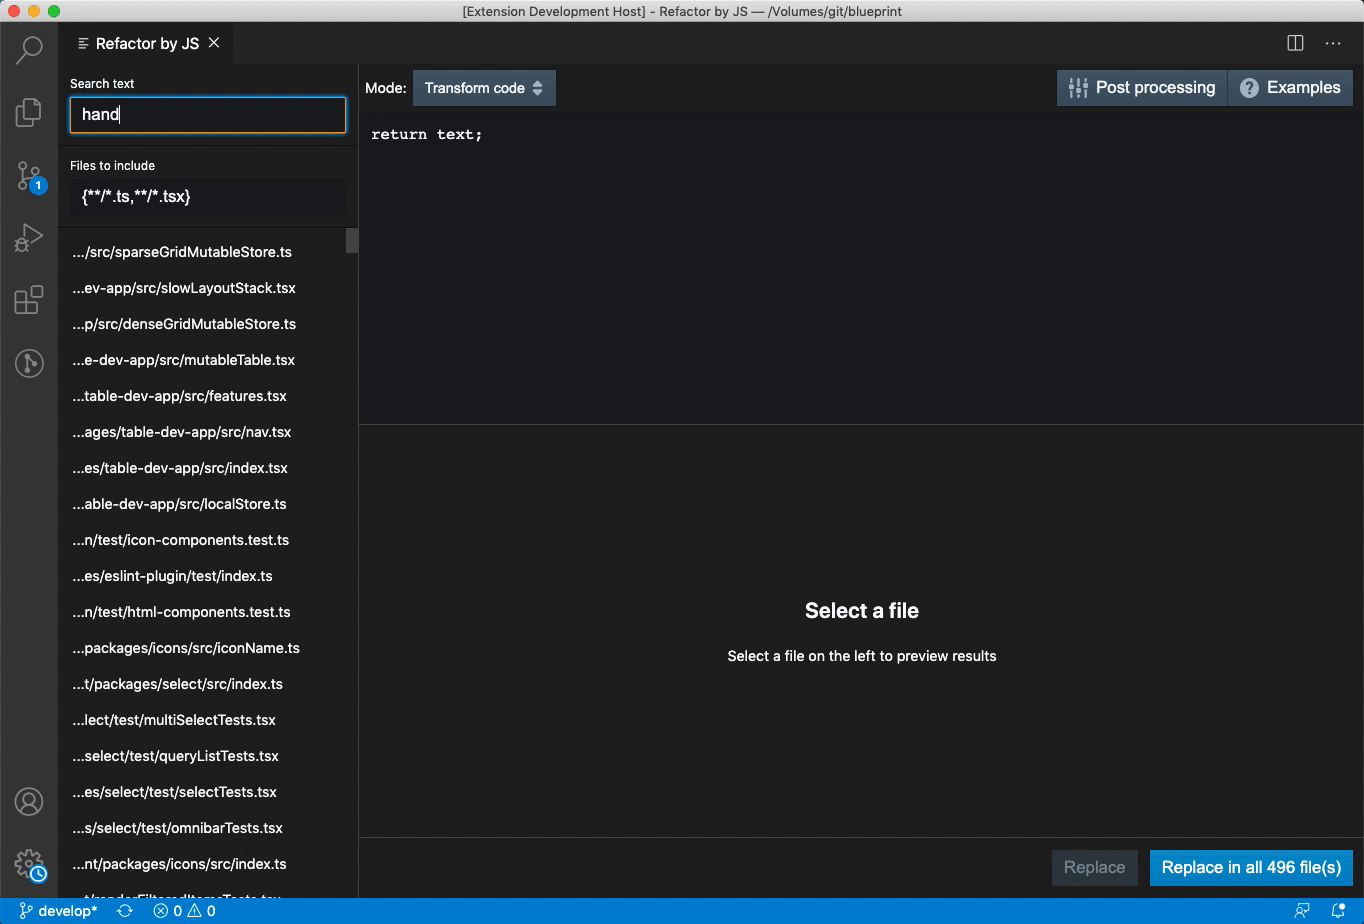 [Extension Development Host] - Refactor by JS — /Volumes/git/blueprint
Refactor by JS
Search text
hand
Files to include
{**/*.ts,**/*.tsx}
.../src/sparseGridMutableStore.ts
...ev-app/src/slowLayoutStack.tsx
...p/src/denseGridMutableStore.ts
...e-dev-app/src/mutableTable.tsx
...table-dev-app/src/features.tsx
...ages/table-dev-app/src/nav.tsx
...es/table-dev-app/src/index.tsx
...able-dev-app/src/localStore.ts
...n/test/icon-components.test.ts
...es/eslint-plugin/test/index.ts
...n/test/html-components.test.ts
...packages/icons/src/iconName.ts
...t/packages/select/src/index.ts
...lect/test/multiSelectTests.tsx
...select/test/queryListTests.tsx
...es/select/test/selectTests.tsx
...s/select/test/omnibarTests.tsx
...nt/packages/icons/src/index.ts
Mode: Transform code
Post processing
Examples
return text;
Select a file
Select a file on the left to preview results
Replace
Replace in all 496 file(s)
1
develop*
0
0